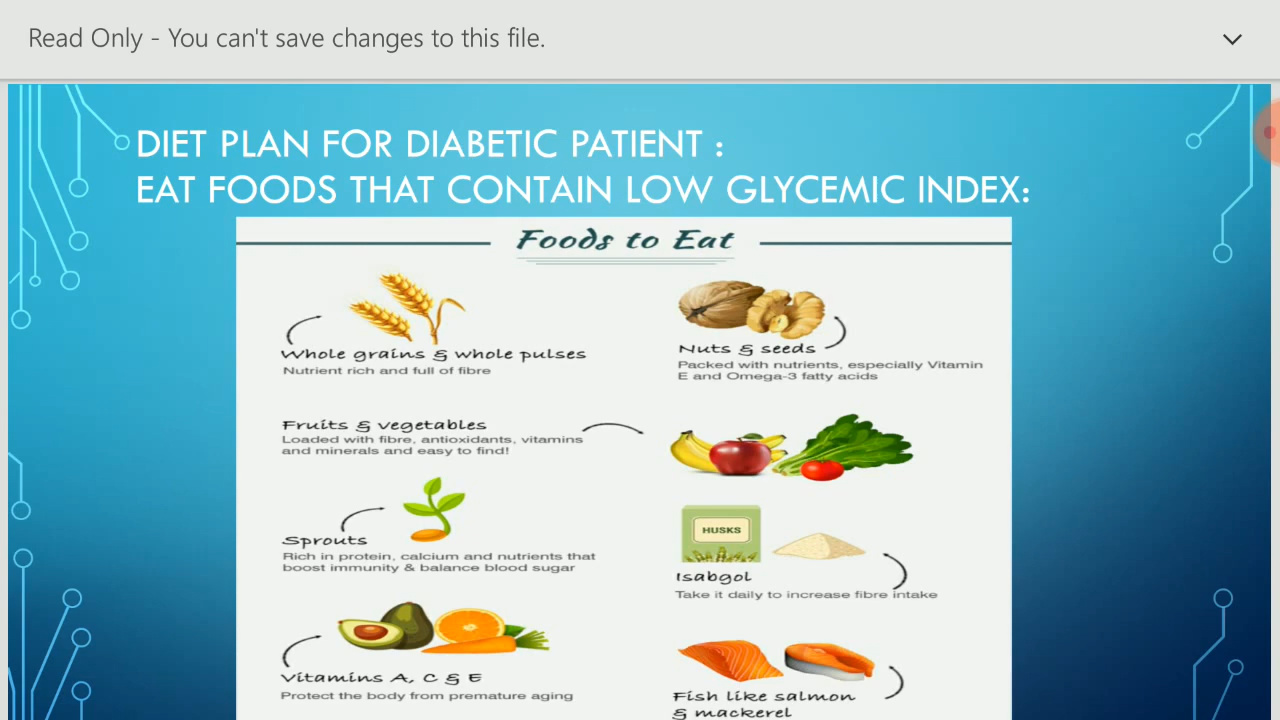 Read Only - You can't save changes to this file.
DIET PLAN FOR DIABETIC PATIENT :
EAT FOODS THAT CONTAIN LOW GLYCEMIC INDEX:
Foods to Eat
Whole grains & whole pulses
Nutrient rich and full of fibre
Nuts & seeds
Packed with nutrients, especially Vitamin
E and Omega-3 fatty acids
Fruits & vegetables
Loaded with fibre, antioxidants, vitamins
and minerals and easy to find!
Sprouts
Rich in protein, calcium and nutrients that
boost immunity & balance blood sugar
HUSKS
Isabgol
Take it daily to increase fibre intake
Vitamins A, C & E
Protect the body from premature aging
Fish like salmon
& mackerel